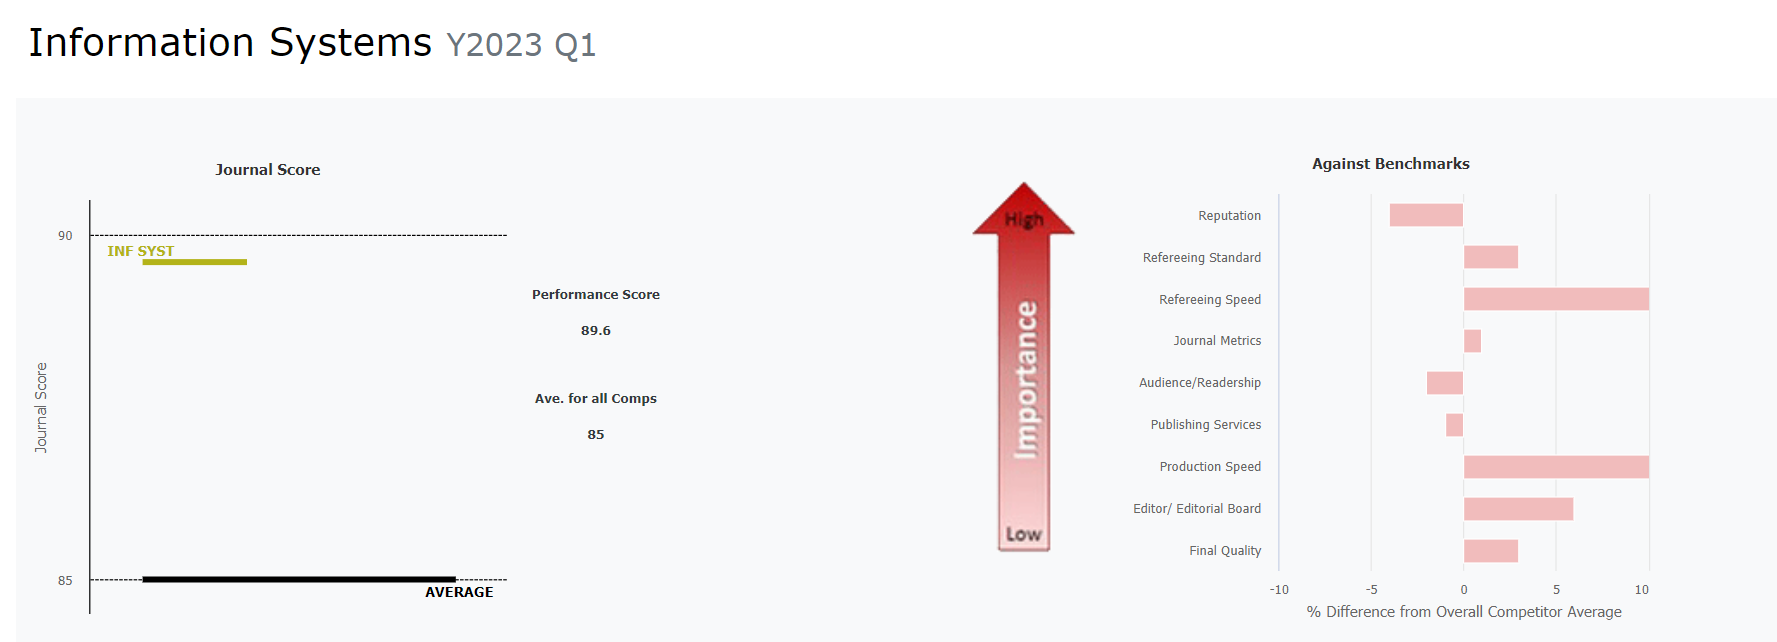 Information Systems Y2023 Q1
Journal Score
90
INF SYST
Performance Score
89.6
Ave. for all Comps
85
Journal Score
85
AVERAGE
High
Importance
Low
Against Benchmarks
Reputation
Refereeing Standard
Refereeing Speed
Journal Metrics
Audience/Readership
Publishing Services
Production Speed
Editor/ Editorial Board
Final Quality
-10 -5 0 5 10
% Difference from Overall Competitor Average